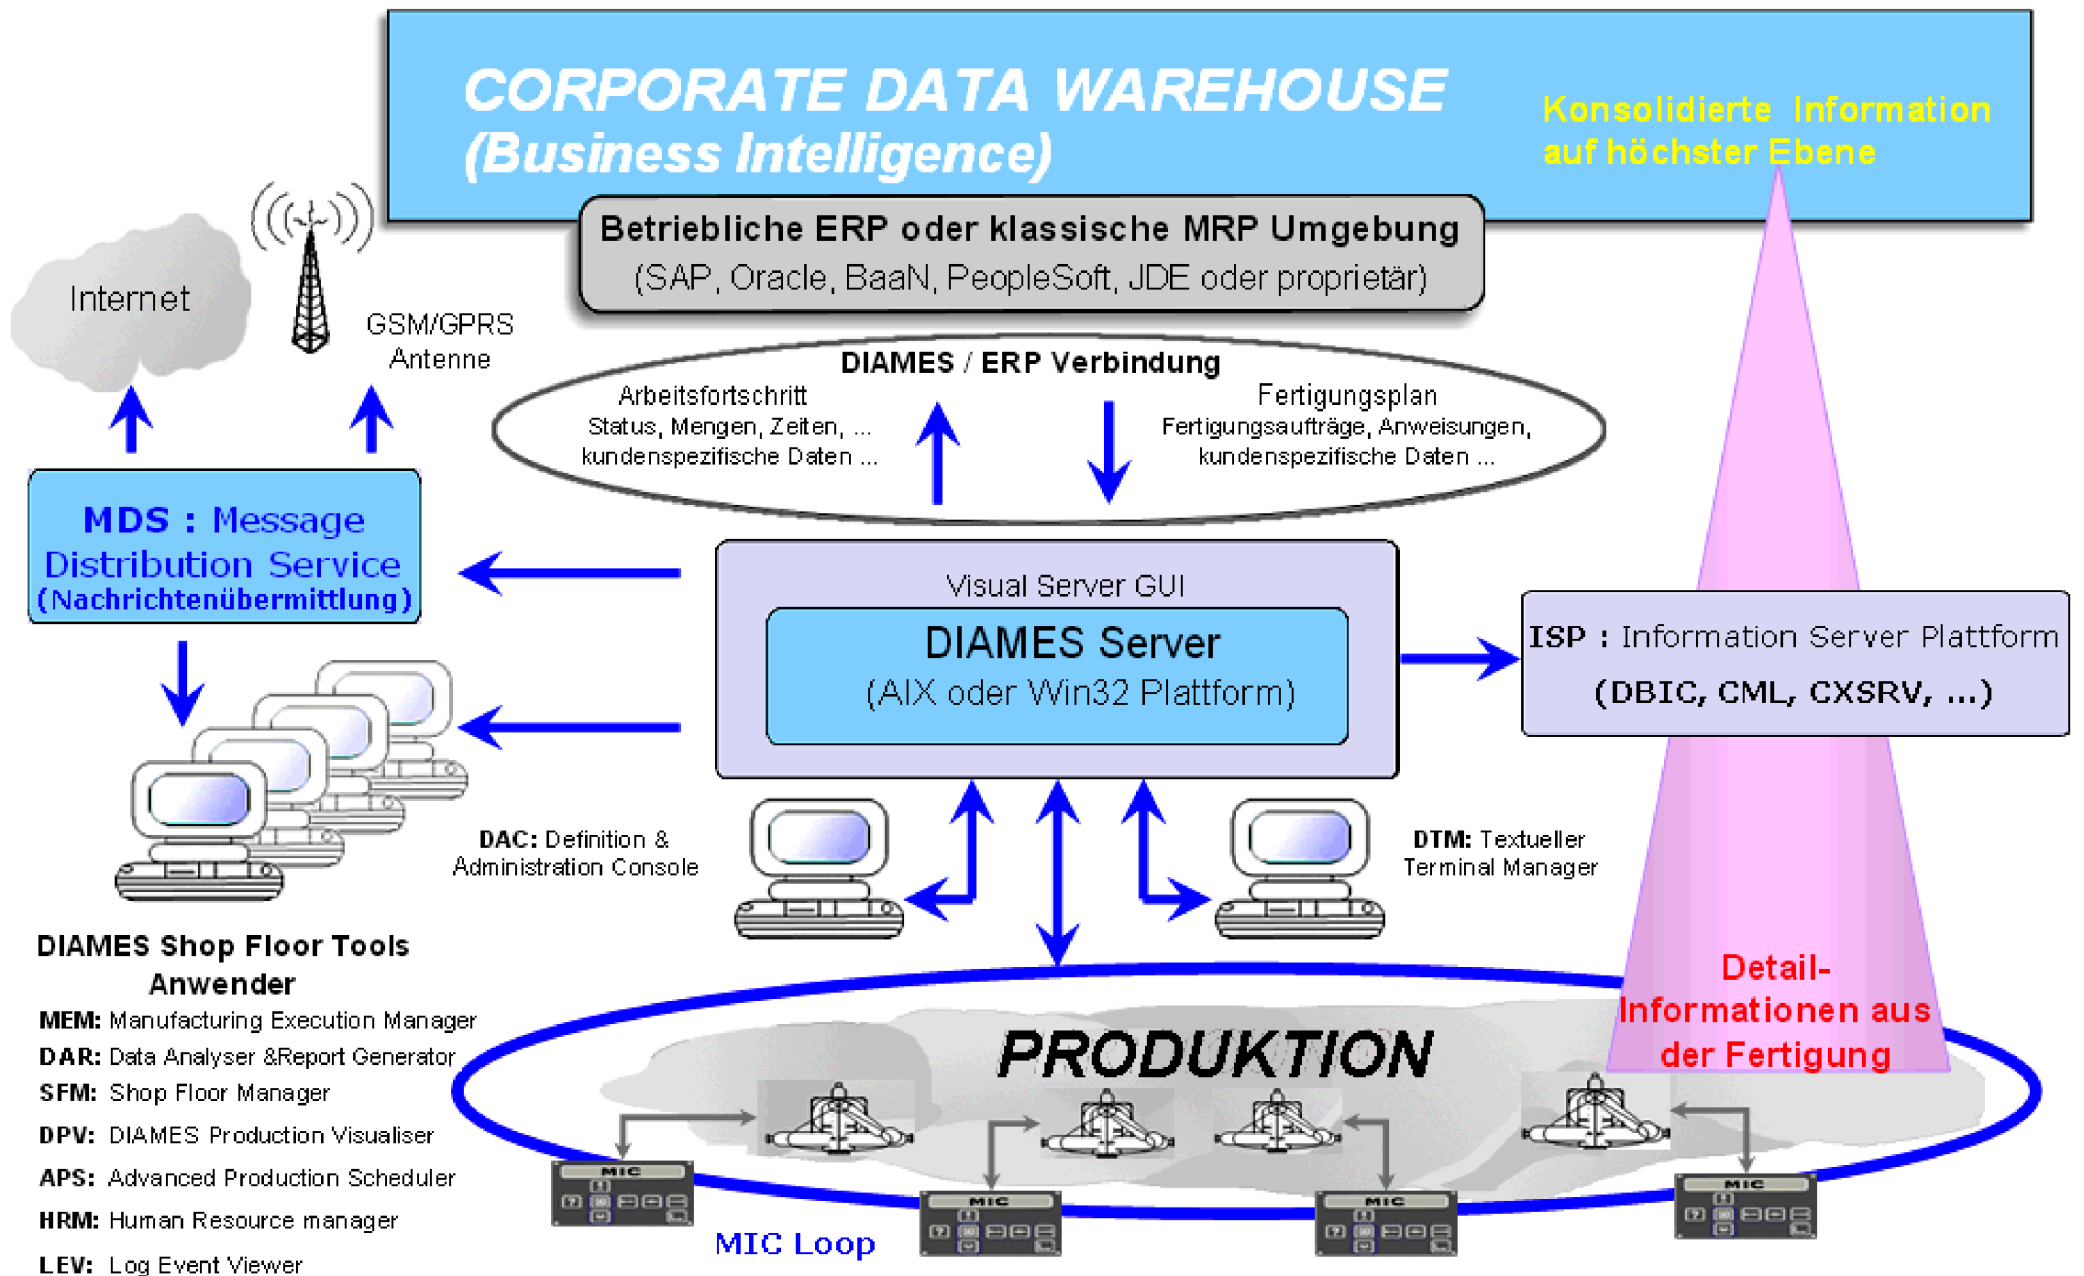 CORPORATE DATA WAREHOUSE
(Business Intelligence)
Konsolidierte Information
auf höchster Ebene
Betriebliche ERP oder klassische MRP Umgebung
(SAP, Oracle, BaaN, PeopleSoft, JDE oder proprietär)
Internet
GSM/GPRS
Antenne
DIAMES / ERP Verbindung
Arbeitsfortschritt
Status, Mengen, Zeiten, ...
kundenspezifische Daten ...
Fertigungsplan
Fertigungsaufträge, Anweisungen,
kundenspezifische Daten ...
MDS : Message
Distribution Service
(Nachrichtenübermittlung)
Visual Server GUI
DIAMES Server
(AIX oder Win32 Plattform)
ISP : Information Server Plattform
(DBIC, CML, CXSRV, ...)
DAC: Definition &
Administration Console
DTM: Textueller
Terminal Manager
DIAMES Shop Floor Tools
Anwender
MEM: Manufacturing Execution Manager
DAR: Data Analyser &Report Generator
SFM: Shop Floor Manager
DPV: DIAMES Production Visualiser
APS: Advanced Production Scheduler
HRM: Human Resource manager
LEV: Log Event Viewer
Detail-
Informationen aus
der Fertigung
PRODUKTION
MIC
MIC
MIC
MIC
MIC Loop